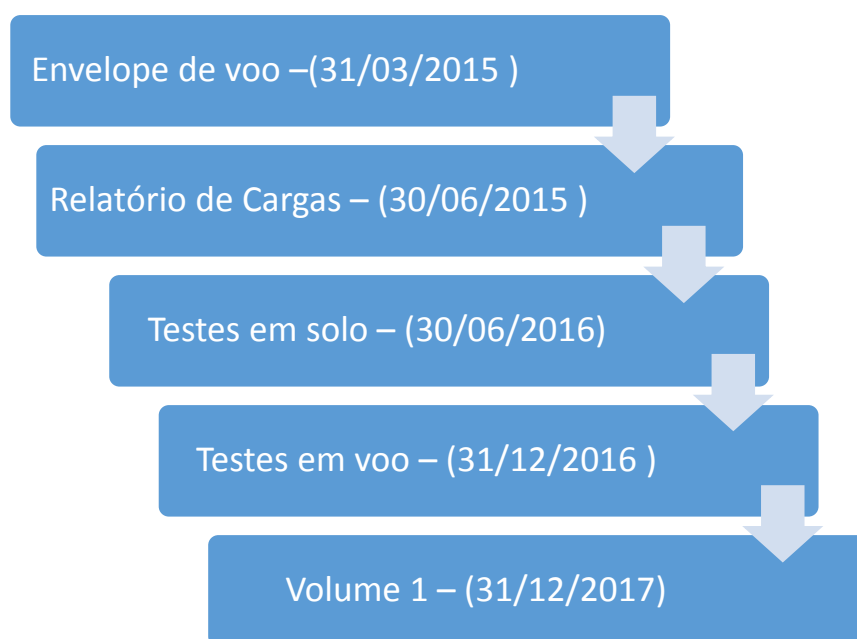 Envelope de voo –(31/03/2015 )
Relatório de Cargas – (30/06/2015 )
Testes em solo – (30/06/2016)
Testes em voo – (31/12/2016 )
Volume 1 – (31/12/2017)